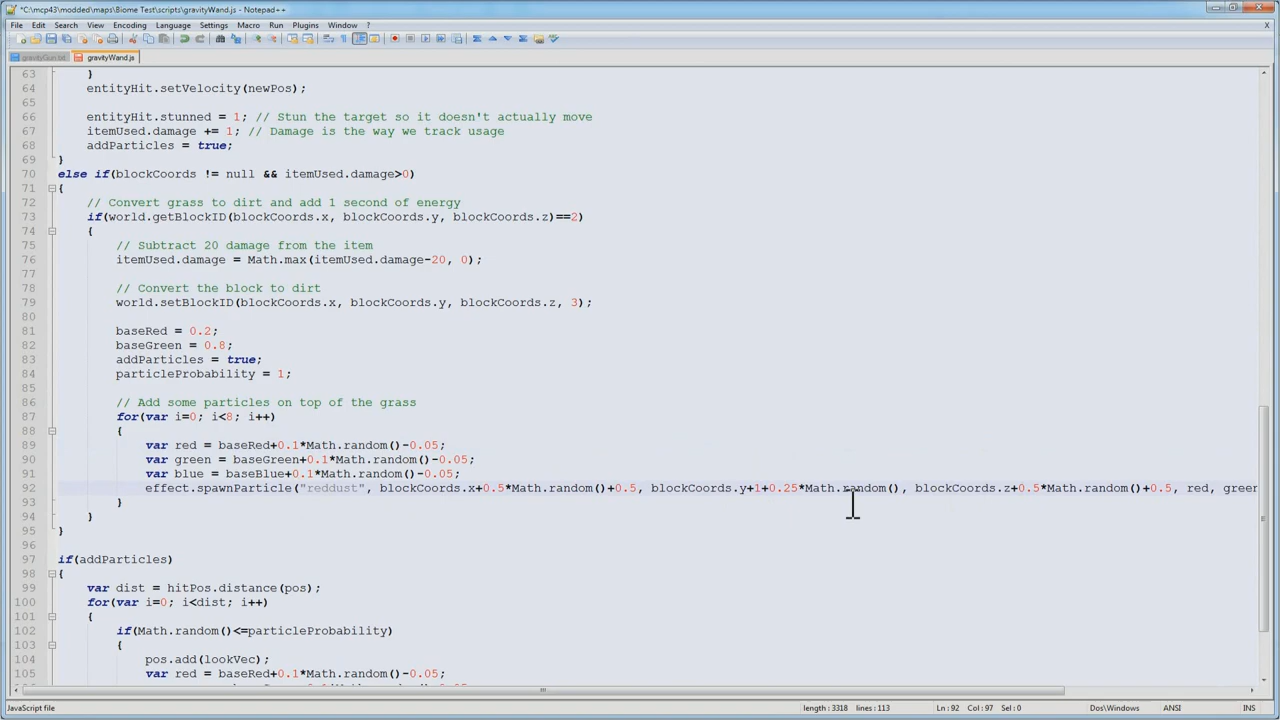 *C:\mcp43\modded\maps\Biome Test\scripts\gravityWand.js - Notepad++
File Edit Search View Encoding Language Settings Macro Run Plugins Window ? X
gravityGun.txt gravityWand.js
63 }
64 entityHit.setVelocity(newPos);
65
66 entityHit.stunned = 1; // Stun the target so it doesn't actually move
67 itemUsed.damage += 1; // Damage is the way we track usage
68 addParticles = true;
69 }
70 else if(blockCoords != null && itemUsed.damage>0)
71 {
72 // Convert grass to dirt and add 1 second of energy
73 if(world.getBlockID(blockCoords.x, blockCoords.y, blockCoords.z)==2)
74 {
75 // Subtract 20 damage from the item
76 itemUsed.damage = Math.max(itemUsed.damage-20, 0);
77
78 // Convert the block to dirt
79 world.setBlockID(blockCoords.x, blockCoords.y, blockCoords.z, 3);
80
81 baseRed = 0.2;
82 baseGreen = 0.8;
83 addParticles = true;
84 particleProbability = 1;
85
86 // Add some particles on top of the grass
87 for(var i=0; i<8; i++)
88 {
89 var red = baseRed+0.1*Math.random()-0.05;
90 var green = baseGreen+0.1*Math.random()-0.05;
91 var blue = baseBlue+0.1*Math.random()-0.05;
92 effect.spawnParticle("reddust", blockCoords.x+0.5*Math.random()+0.5, blockCoords.y+1+0.25*Math.random(), blockCoords.z+0.5*Math.random()+0.5, red, green
93 }
94 }
95 }
96
97 if(addParticles)
98 {
99 var dist = hitPos.distance(pos);
100 for(var i=0; i<dist; i++)
101 {
102 if(Math.random()<=particleProbability)
103 {
104 pos.add(lookVec);
105 var red = baseRed+0.1*Math.random()-0.05;
JavaScript file length : 3318 lines : 113 Ln : 92 Col : 97 Sel : 0 Dos\Windows ANSI INS